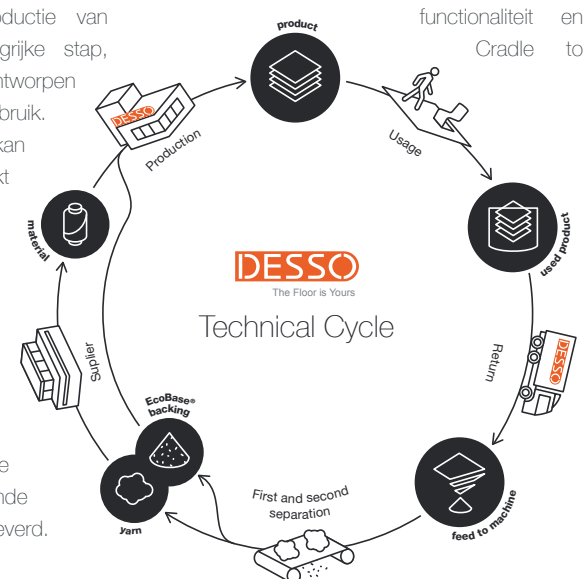 oductie van
grijke stap,
ntworpen
bruik.
kan
kt
functionaliteit en
Cradle to
product
DESSO
Production
Usage
material
used product
DESSO
The Floor is Yours
Technical Cycle
Suplier
Return
DESSO
EcoBase®
backing
yarn
First and second
separation
feed to machine
e
nde
everd.